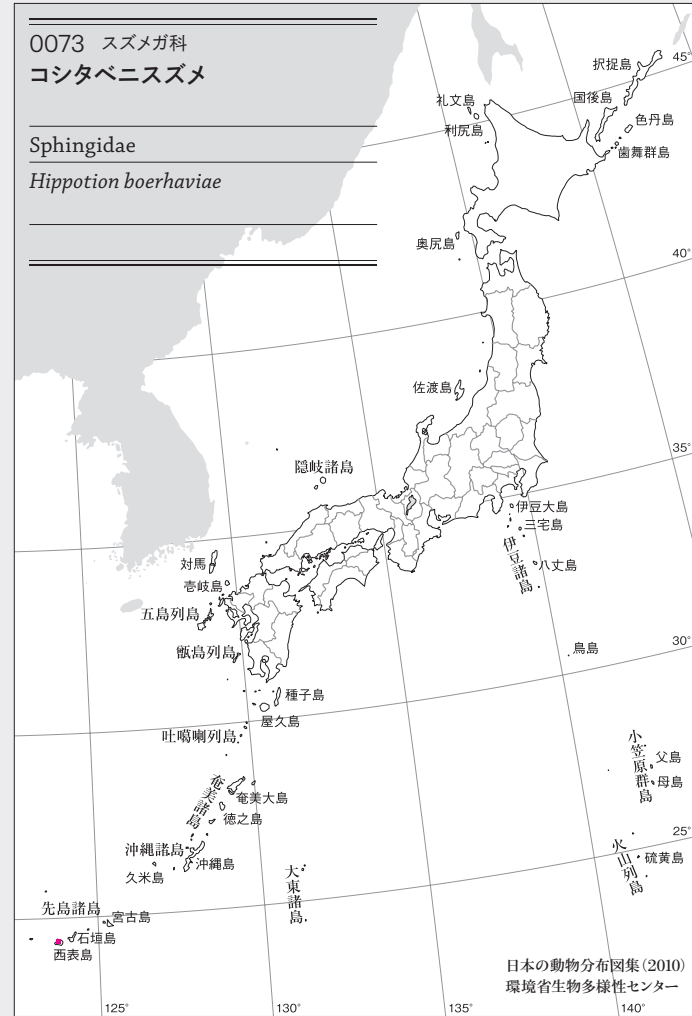 0073 スズメガ科
コシタベニスズメ
Sphingidae
Hippotion boerhaviae
択捉島
45°
国後島
礼文島
色丹島
利尻島
歯舞群島
奥尻島
40°
佐渡島
35°
隠岐諸島
伊豆大島
三宅島
伊豆諸島
八丈島
対馬
壱岐島
五島列島
甑島列島
鳥島
30°
種子島
屋久島
吐噶喇列島
小笠原群島
父島
母島
奄美諸島
奄美大島
徳之島
25°
沖縄諸島
沖縄島
久米島
大東諸島
火山列島
硫黄島
先島諸島
宮古島
石垣島
西表島
日本の動物分布図集(2010)
環境省生物多様性センター
125°
130°
135°
140°